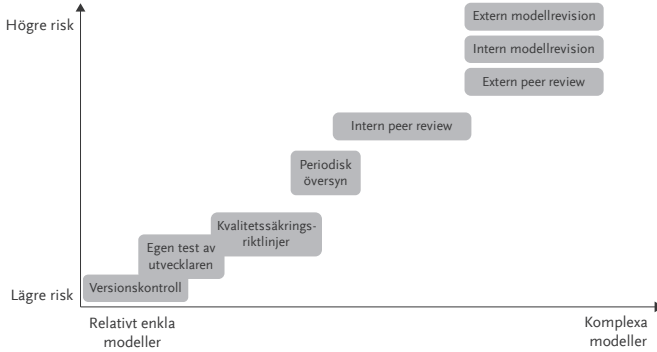 Högre risk
Extern modellrevision
Intern modellrevision
Extern peer review
Intern peer review
Periodisk
översyn
Kvalitetssäkrings-
riktlinjer
Egen test av
utvecklaren
Versionskontroll
Lägre risk
Relativt enkla
modeller
Komplexa
modeller